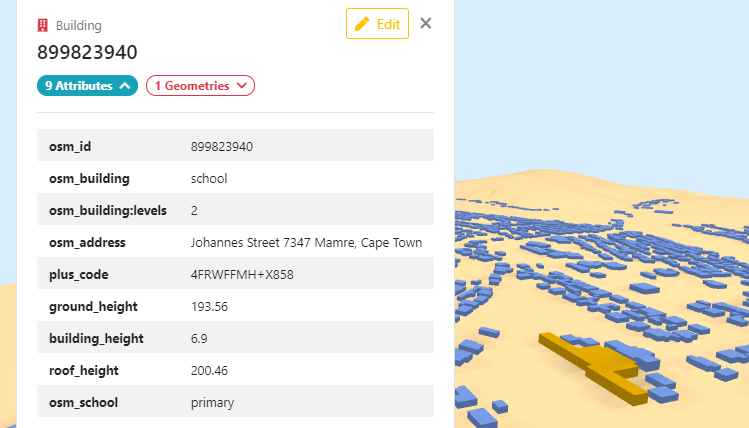 Building
Edit
899823940
9 Attributes
1 Geometries
osm_id 899823940
osm_building school
osm_building:levels 2
osm_address Johannes Street 7347 Mamre, Cape Town
plus_code 4FRWFFMH+X858
ground_height 193.56
building_height 6.9
roof_height 200.46
osm_school primary